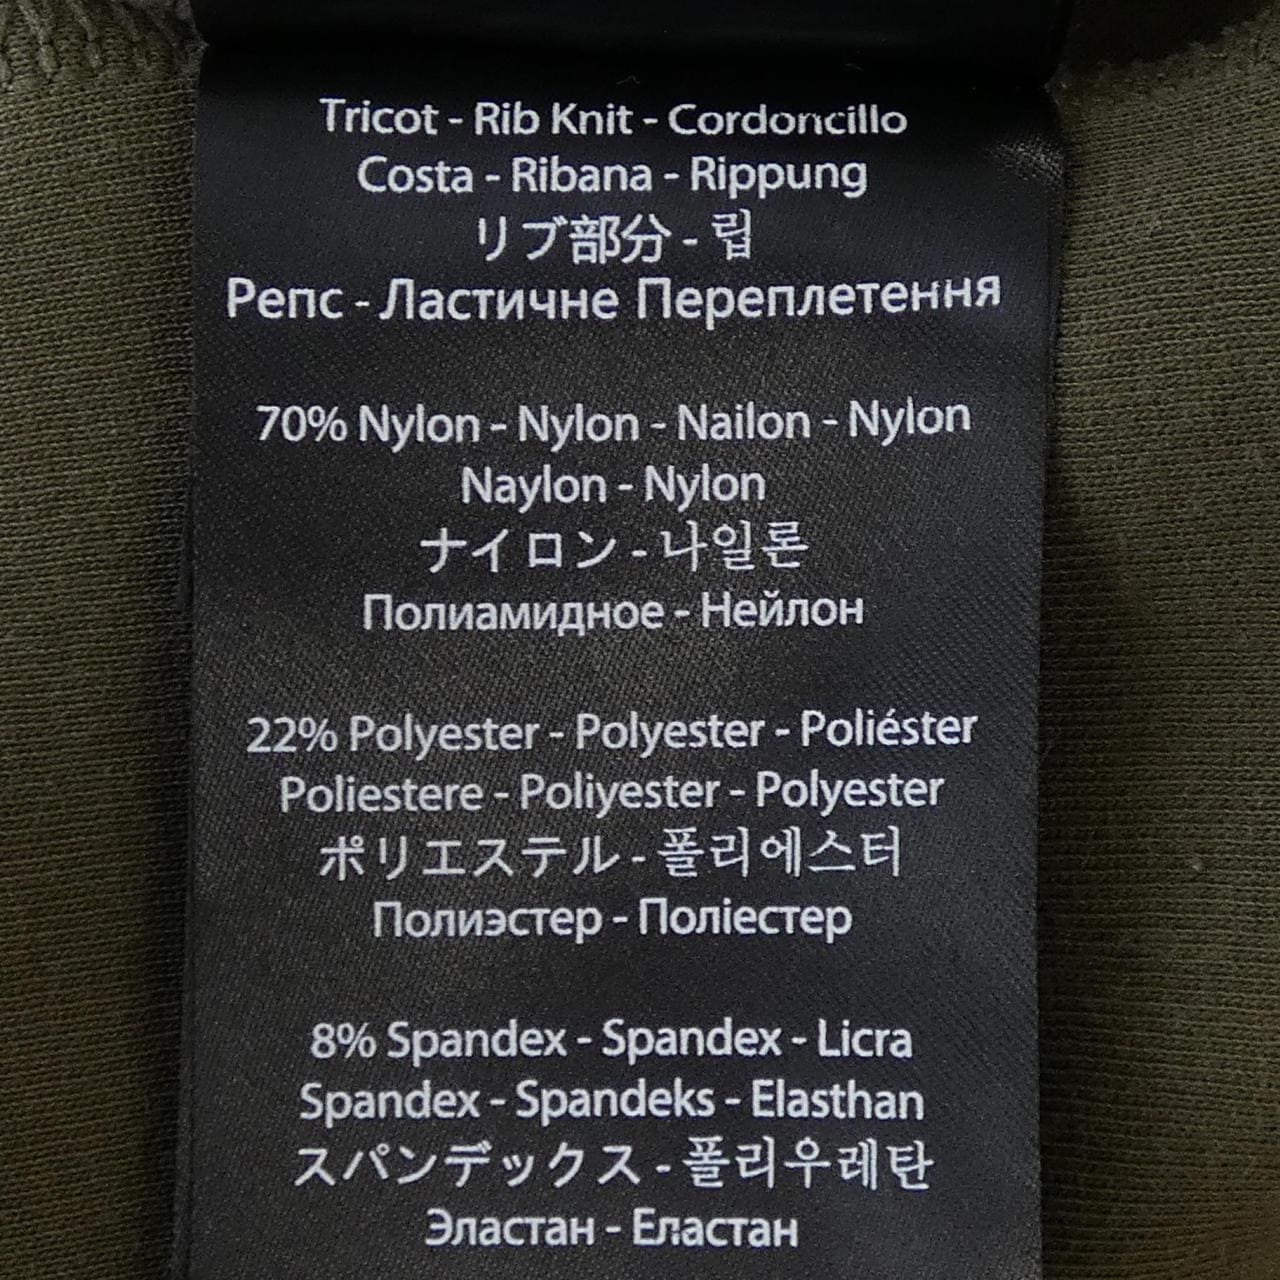 Tricot - Rib Knit - Cordoncillo
Costa - Ribana - Rippung
リブ部分 - 립
Репс - Ластичне Переплетення
70% Nylon - Nylon - Nailon - Nylon
Naylon - Nylon
ナイロン - 나일론
Полиамидное - Нейлон
22% Polyester - Polyester - Poliéster
Poliestere - Poliyester - Polyester
ポリエステル - 폴리에스터
Полиэстер - Поліестер
8% Spandex - Spandex - Licra
Spandex - Spandeks - Elasthan
スパンデックス - 폴리우레탄
Эластан - Еластан